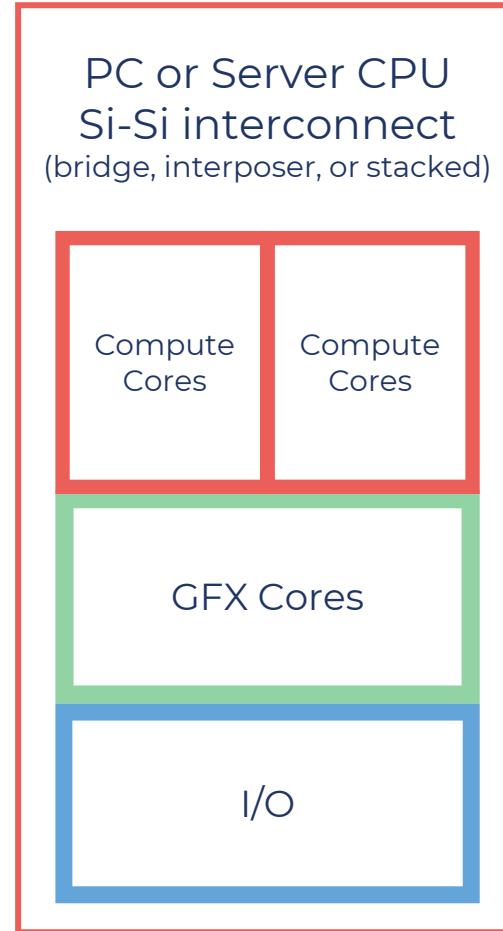 PC or Server CPU
Si-Si interconnect
(bridge, interposer, or stacked)
Compute
Cores
Compute
Cores
GFX Cores
I/O